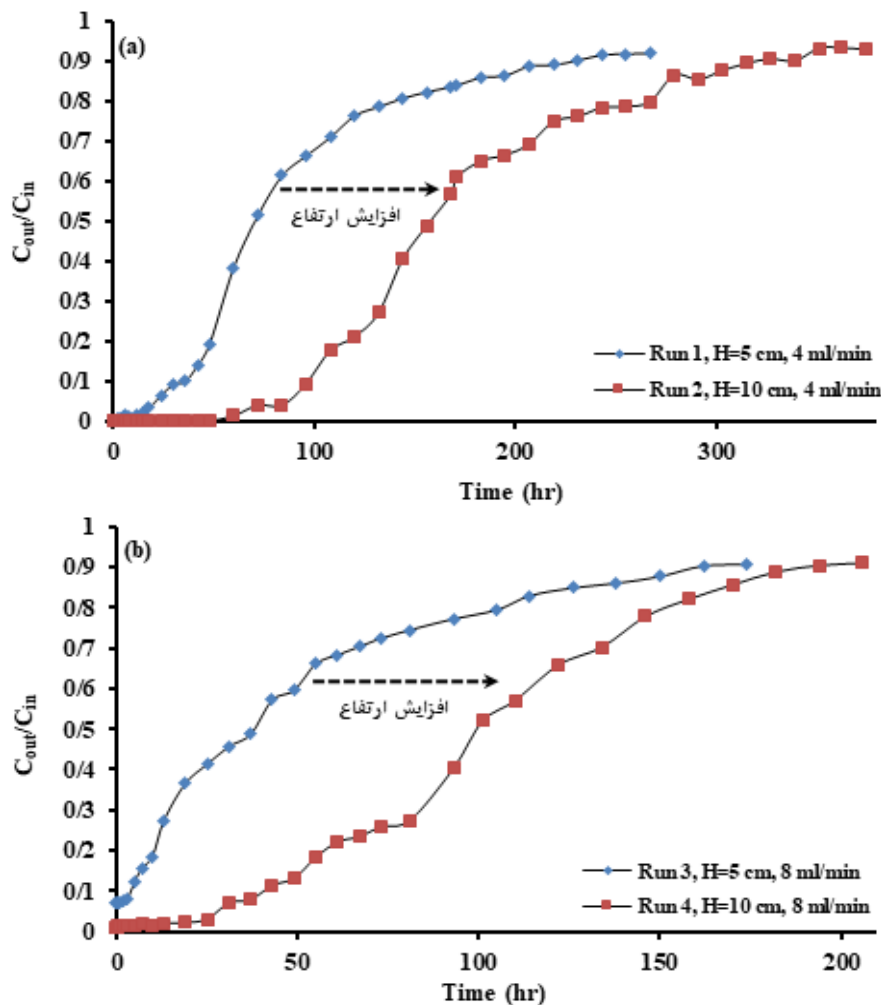 (a)
1
0/9
0/8
0/7
0/6
0/5
0/4
0/3
0/2
0/1
0
C_out/C_in
افزایش ارتفاع
Run 1, H=5 cm, 4 ml/min
Run 2, H=10 cm, 4 ml/min
0 100 200 300
Time (hr)
(b)
1
0/9
0/8
0/7
0/6
0/5
0/4
0/3
0/2
0/1
0
C_out/C_in
افزایش ارتفاع
Run 3, H=5 cm, 8 ml/min
Run 4, H=10 cm, 8 ml/min
0 50 100 150 200
Time (hr)